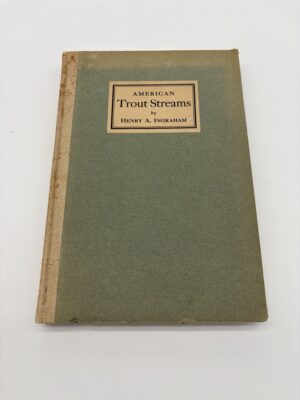 AMERICAN
Trout Streams
by
HENRY A. INGRAHAM